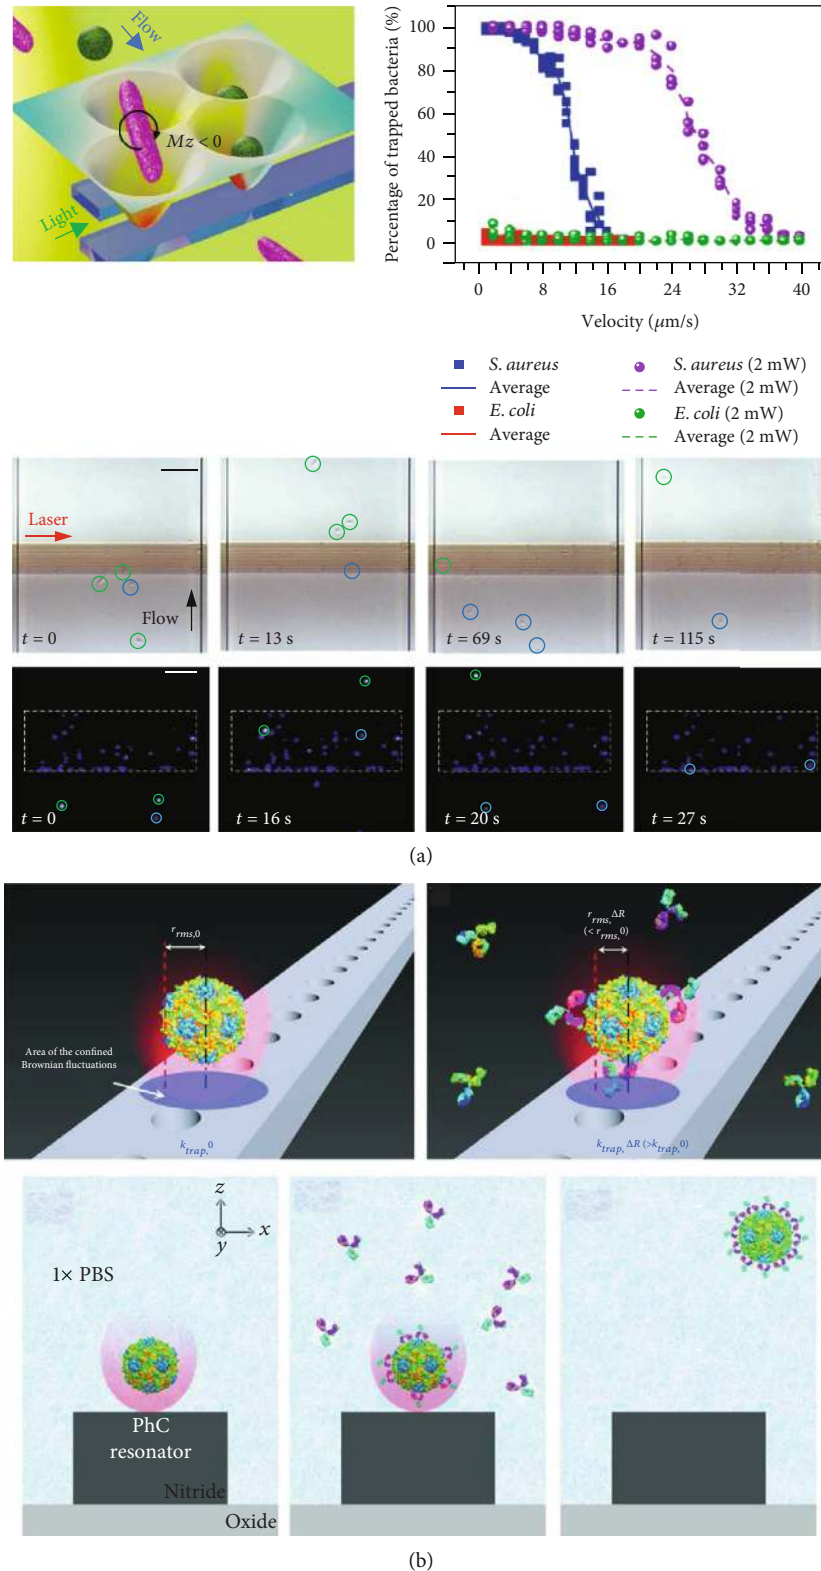 Flow
Mz < 0
Light
Percentage of trapped bacteria (%)
100
80
60
40
20
0
0 8 16 24 32 40
Velocity (μm/s)
S. aureus
Average
E. coli
Average
S. aureus (2 mW)
Average (2 mW)
E. coli (2 mW)
Average (2 mW)
Laser
Flow
t = 0
t = 13 s
t = 69 s
t = 115 s
t = 0
t = 16 s
t = 20 s
t = 27 s
(a)
r_rms,0
Area of the confined
Brownian fluctuations
k_trap,0
r_rms,ΔR
(< r_rms,0)
k_trap, ΔR (>k_trap,0)
z
x
y
1× PBS
PhC
resonator
Nitride
Oxide
(b)